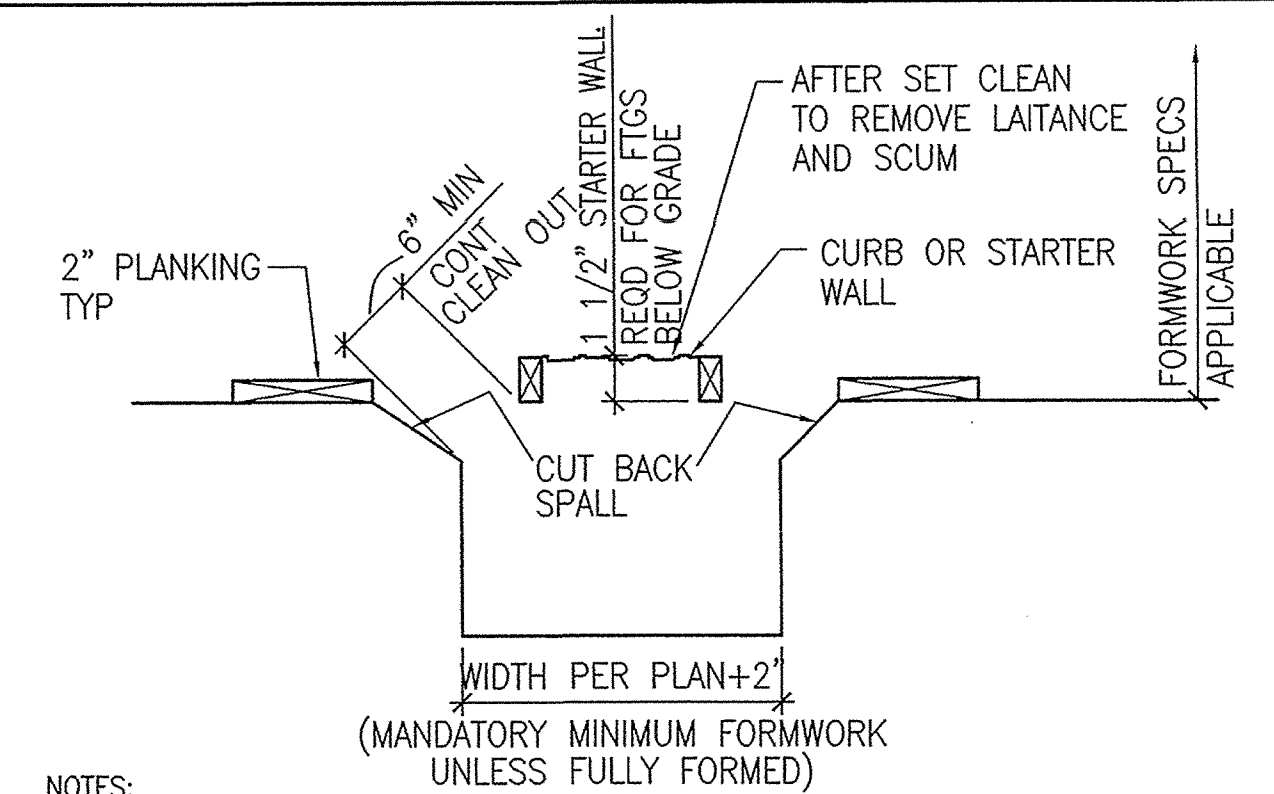 AFTER SET CLEAN
TO REMOVE LAITANCE
AND SCUM
FORMWORK SPECS
APPLICABLE
1 1/2" STARTER WALL
REQD FOR FTGS
BELOW GRADE
6" MIN
CONT
CLEAN OUT
2" PLANKING
TYP
CURB OR STARTER
WALL
CUT BACK
SPALL
WIDTH PER PLAN+2"
(MANDATORY MINIMUM FORMWORK
UNLESS FULLY FORMED)
NOTES: